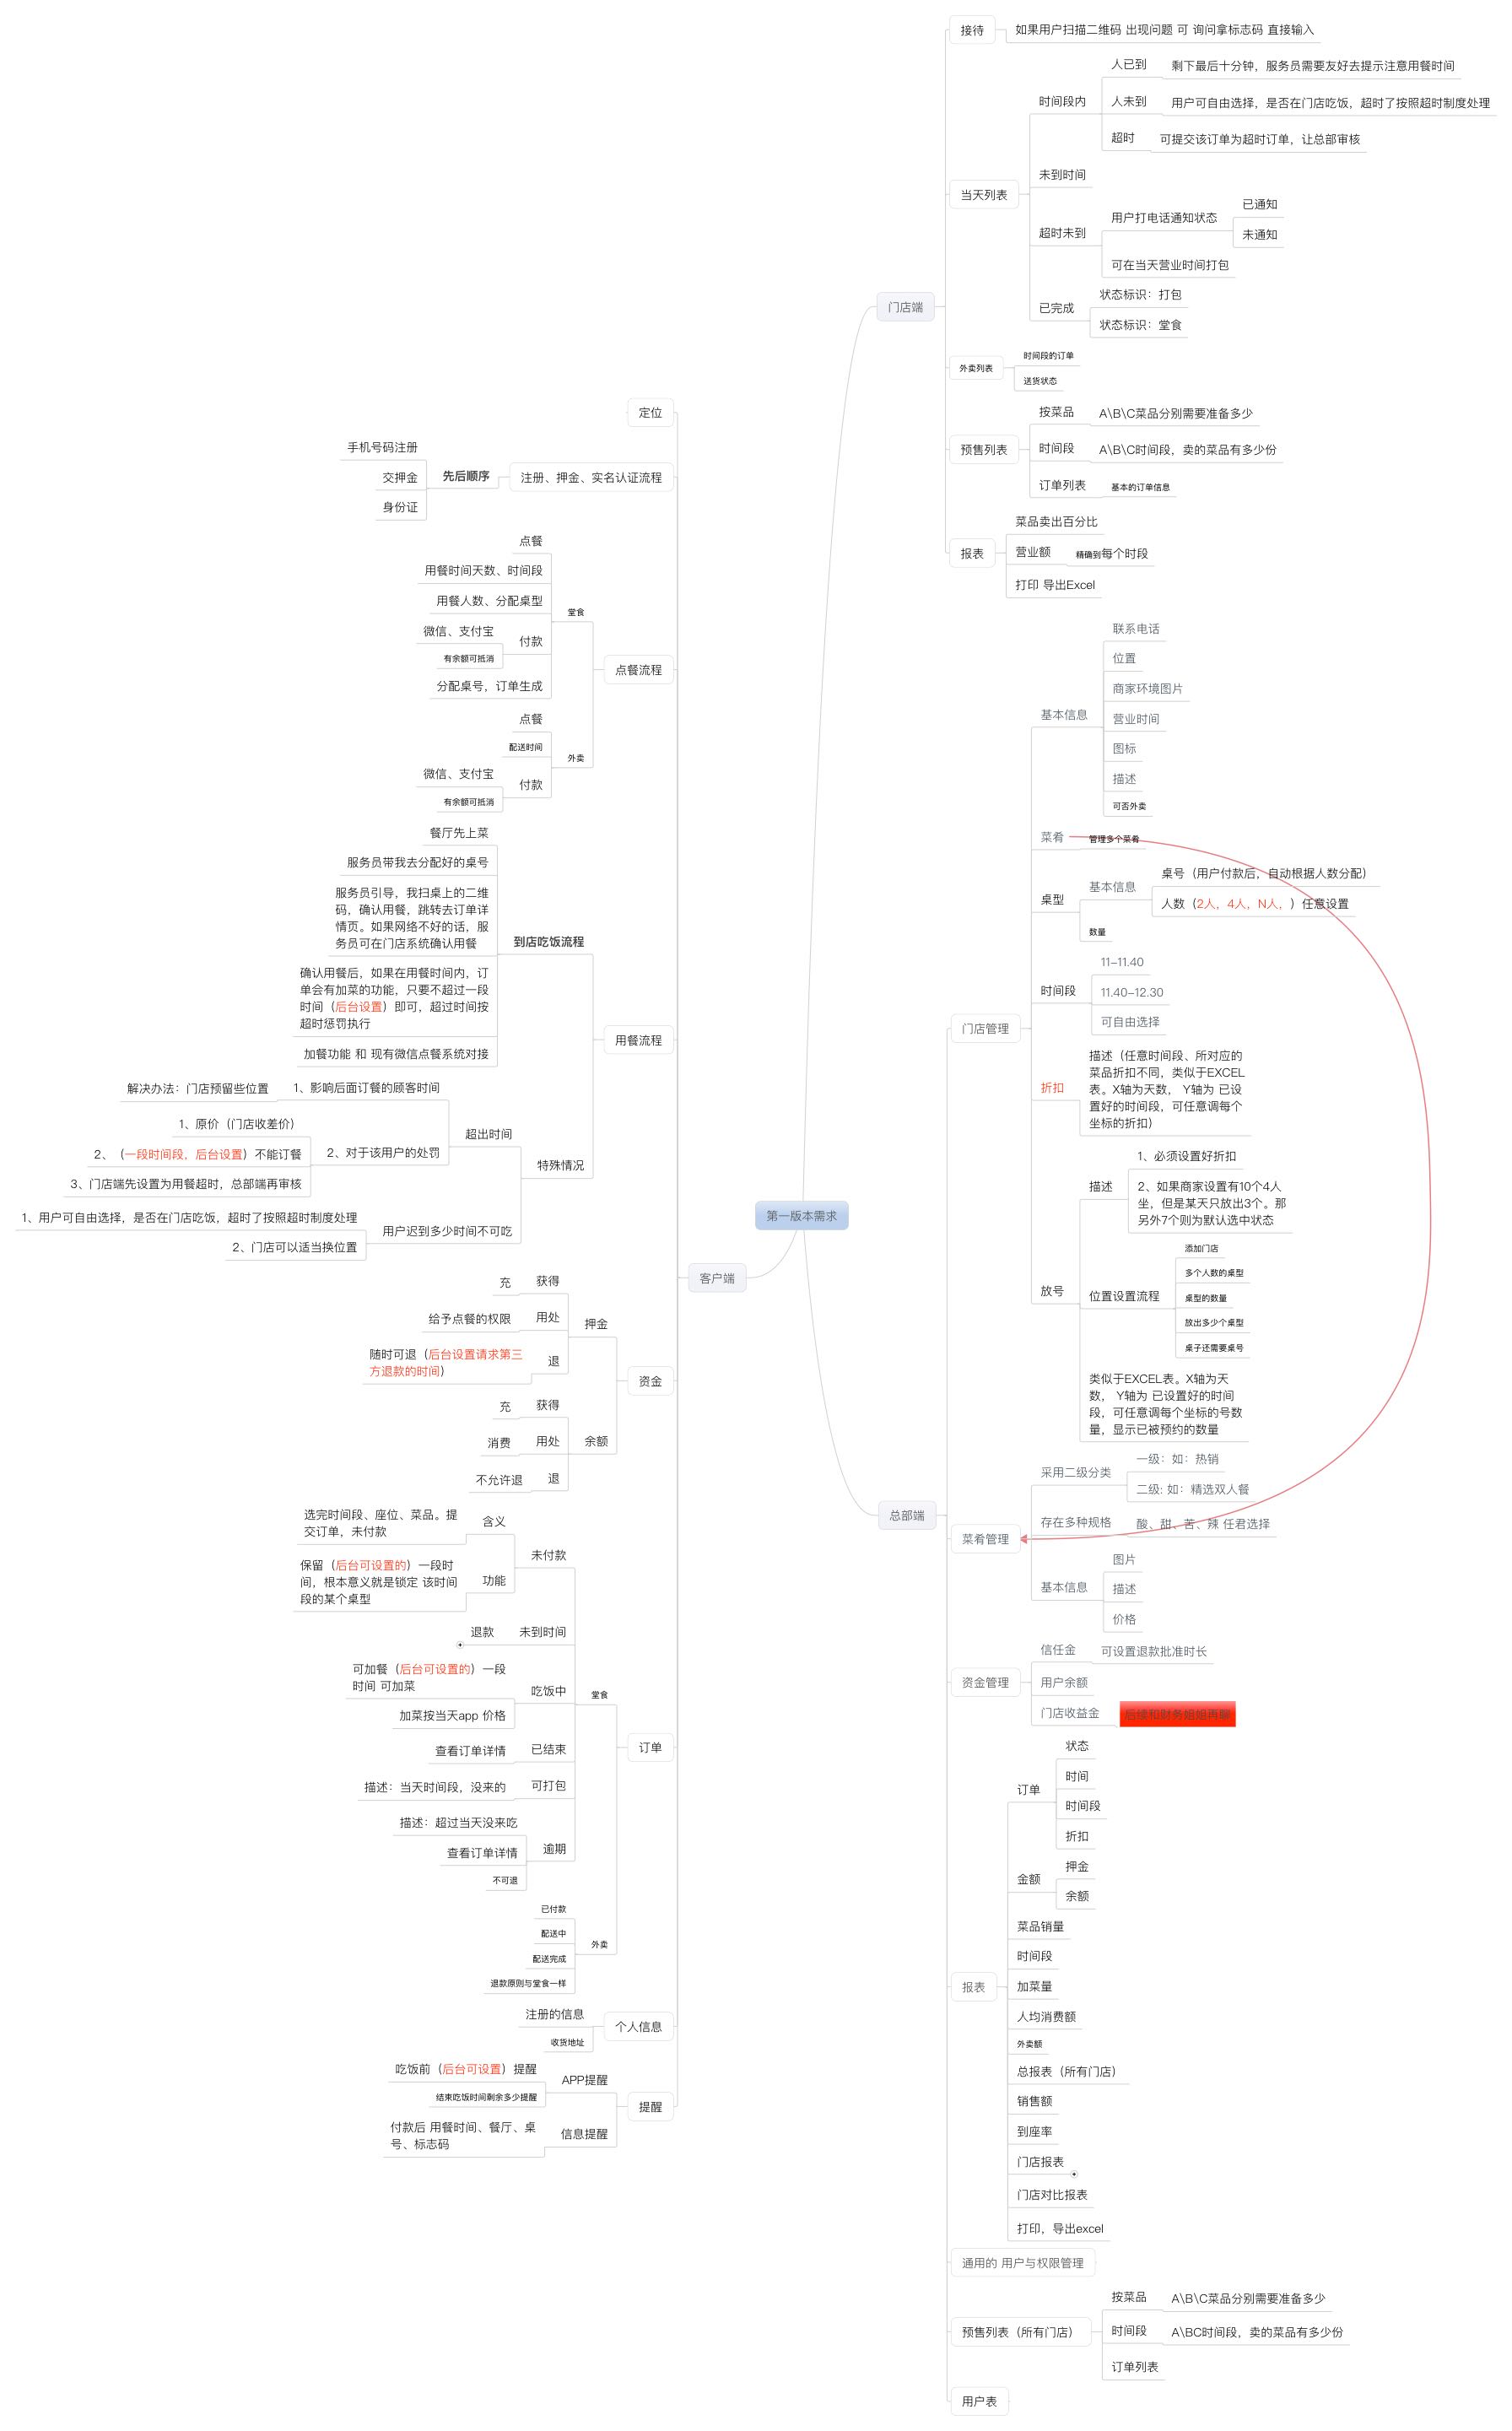 第一版本需求
门店端
接待
如果用户扫描二维码 出现问题 可 询问拿标志码 直接输入
当天列表
时间段内
人已到
剩下最后十分钟，服务员需要友好去提示注意用餐时间
人未到
用户可自由选择，是否在门店吃饭，超时了按照超时制度处理
超时
可提交该订单为超时订单，让总部审核
未到时间
超时未到
用户打电话通知状态
已通知
未通知
可在当天营业时间打包
已完成
状态标识：打包
状态标识：堂食
外卖列表
时间段的订单
送货状态
预售列表
按菜品
A\B\C菜品分别需要准备多少
时间段
A\B\C时间段，卖的菜品有多少份
订单列表
基本的订单信息
报表
菜品卖出百分比
营业额
精确到每个时段
打印 导出Excel
客户端
定位
注册、押金、实名认证流程
先后顺序
手机号码注册
交押金
身份证
点餐流程
堂食
点餐
用餐时间天数、时间段
用餐人数、分配桌型
付款
微信、支付宝
有余额可抵消
分配桌号，订单生成
外卖
点餐
配送时间
付款
微信、支付宝
有余额可抵消
用餐流程
到店吃饭流程
餐厅先上菜
服务员带我去分配好的桌号
服务员引导，我扫桌上的二维
码，确认用餐，跳转去订单详
情页。如果网络不好的话，服
务员可在门店系统确认用餐
确认用餐后，如果在用餐时间内，订
单会有加菜的功能，只要不超过一段
时间（后台设置）即可，超过时间按
超时惩罚执行
加餐功能 和 现有微信点餐系统对接
特殊情况
超出时间
1、影响后面订餐的顾客时间
解决办法：门店预留些位置
2、对于该用户的处罚
1、原价（门店收差价）
2、（一段时间段，后台设置）不能订餐
3、门店端先设置为用餐超时，总部端再审核
用户迟到多少时间不可吃
1、用户可自由选择，是否在门店吃饭，超时了按照超时制度处理
2、门店可以适当换位置
资金
押金
获得
充
用处
给予点餐的权限
退
随时可退（后台设置请求第三
方退款的时间）
余额
获得
充
用处
消费
退
不允许退
订单
堂食
未付款
含义
选完时间段、座位、菜品。提
交订单，未付款
功能
保留（后台可设置的）一段时
间，根本意义就是锁定 该时间
段的某个桌型
未到时间
退款
吃饭中
可加餐（后台可设置的）一段
时间 可加菜
加菜按当天app 价格
已结束
查看订单详情
可打包
描述：当天时间段，没来的
逾期
描述：超过当天没来吃
查看订单详情
不可退
外卖
已付款
配送中
配送完成
退款原则与堂食一样
个人信息
注册的信息
收货地址
提醒
APP提醒
吃饭前（后台可设置）提醒
结束吃饭时间剩余多少提醒
信息提醒
付款后 用餐时间、餐厅、桌
号、标志码
总部端
门店管理
基本信息
联系电话
位置
商家环境图片
营业时间
图标
描述
可否外卖
菜肴
管理多个菜肴
桌型
基本信息
桌号（用户付款后，自动根据人数分配）
人数（2人，4人，N人，）任意设置
数量
时间段
11-11.40
11.40-12.30
可自由选择
折扣
描述（任意时间段、所对应的
菜品折扣不同，类似于EXCEL
表。X轴为天数， Y轴为 已设
置好的时间段，可任意调每个
坐标的折扣）
放号
描述
1、必须设置好折扣
2、如果商家设置有10个4人
坐，但是某天只放出3个。那
另外7个则为默认选中状态
位置设置流程
添加门店
多个人数的桌型
桌型的数量
放出多少个桌型
桌子还需要桌号
类似于EXCEL表。X轴为天
数， Y轴为 已设置好的时间
段，可任意调每个坐标的号数
量，显示已被预约的数量
菜肴管理
采用二级分类
一级：如：热销
二级: 如：精选双人餐
存在多种规格
酸、甜、苦、辣 任君选择
基本信息
图片
描述
价格
资金管理
信任金
可设置退款批准时长
用户余额
门店收益金
后续和财务姐姐再聊
报表
订单
状态
时间
时间段
折扣
金额
押金
余额
菜品销量
时间段
加菜量
人均消费额
外卖额
总报表（所有门店）
销售额
到座率
门店报表
门店对比报表
打印，导出excel
通用的 用户与权限管理
预售列表（所有门店）
按菜品
A\B\C菜品分别需要准备多少
时间段
A\BC时间段，卖的菜品有多少份
订单列表
用户表